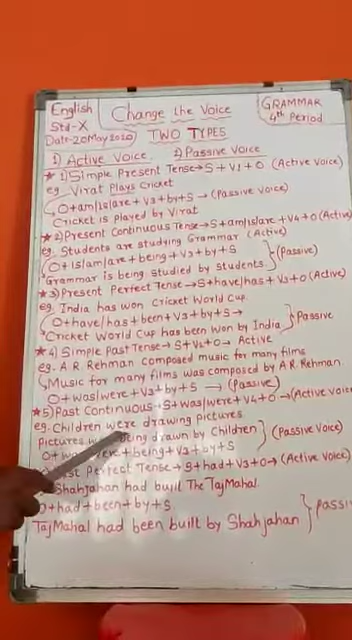 English
Std-X
Date-20 May 2020
Change the Voice
GRAMMAR
4th Period
TWO TYPES
1) Active Voice 2) Passive Voice
★ 1) Simple Present Tense→S+V1+O (Active Voice)
eg. Virat Plays Cricket
O+am/is/are+V3+by+S → (Passive Voice)
Cricket is played by Virat
★2) Present Continuous Tense→S+am/is/are+V4+O (Active)
eg. Students are studying Grammar (Active)
O+is/am/are+being+V3+by+S
Grammar is being studied by students. (Passive)
★3) Present Perfect Tense→S+have/has+V3+O (Active)
eg. India has won Cricket World Cup.
O+have/has+been+V3+by+S→
Cricket World Cup has been won by India Passive
★4) Simple Past Tense→S+V2+O→ Active
eg. A.R. Rehman composed music for many films
Music for many films was composed by A.R. Rehman
O+was/were+V3+by+S → (Passive)
★5) Past Continuous→S+was/were+V4+O→(Active Voice
eg. Children were drawing pictures
Pictures being drawn by Children
O+ +being+V3+by+S (Passive Voice)
Perfect Tense→S+had+V3+O→ (Active Voice)
Shahjahan had built The TajMahal.
O+had+been+by+S
TajMahal had been built by Shahjahan